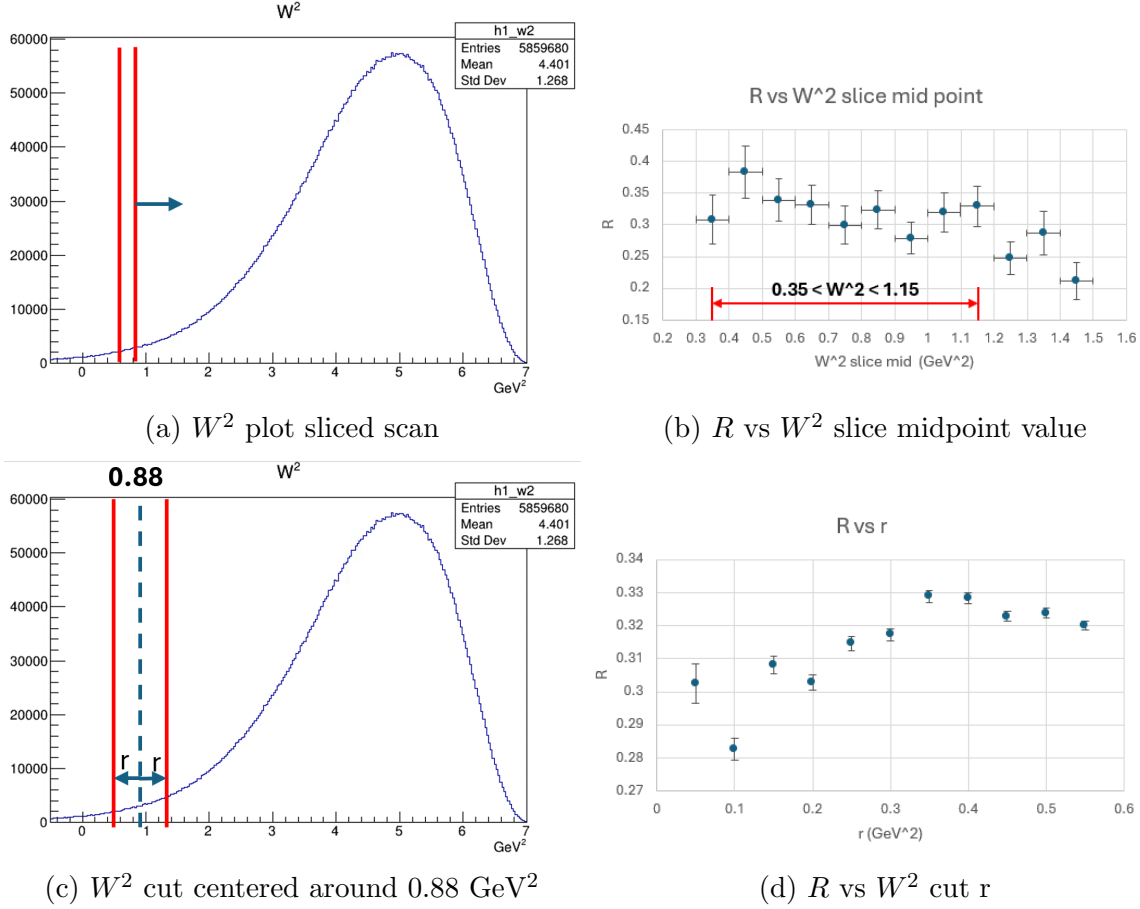 W²
h1_w2
Entries 5859680
Mean 4.401
Std Dev 1.268
60000
50000
40000
30000
20000
10000
0
0 1 2 3 4 5 6 7
GeV²
(a) W² plot sliced scan
R vs W^2 slice mid point
0.45
0.4
0.35
0.3
0.25
0.2
0.15
R
0.35 < W^2 < 1.15
0.2 0.3 0.4 0.5 0.6 0.7 0.8 0.9 1 1.1 1.2 1.3 1.4 1.5 1.6
W^2 slice mid (GeV^2)
(b) R vs W² slice midpoint value
0.88
W²
h1_w2
Entries 5859680
Mean 4.401
Std Dev 1.268
60000
50000
40000
30000
20000
10000
0
r r
0 1 2 3 4 5 6 7
GeV²
(c) W² cut centered around 0.88 GeV²
R vs r
0.34
0.33
0.32
0.31
0.3
0.29
0.28
0.27
R
0 0.1 0.2 0.3 0.4 0.5 0.6
r (GeV^2)
(d) R vs W² cut r